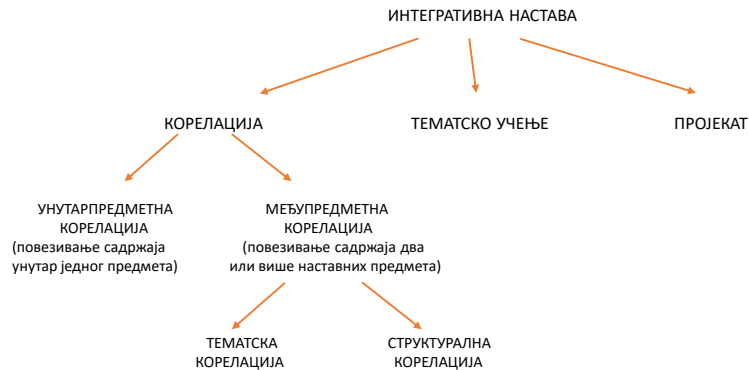 ИНТЕГРАТИВНА НАСТАВА
КОРЕЛАЦИЈА
ТЕМАТСКО УЧЕЊЕ
ПРОЈЕКАТ
УНУТАРПРЕДМЕТНА
КОРЕЛАЦИЈА
(повезивање садржаја
унутар једног предмета)
МЕЂУПРЕДМЕТНА
КОРЕЛАЦИЈА
(повезивање садржаја два
или више наставних предмета)
ТЕМАТСКА
КОРЕЛАЦИЈА
СТРУКТУРАЛНА
КОРЕЛАЦИЈА